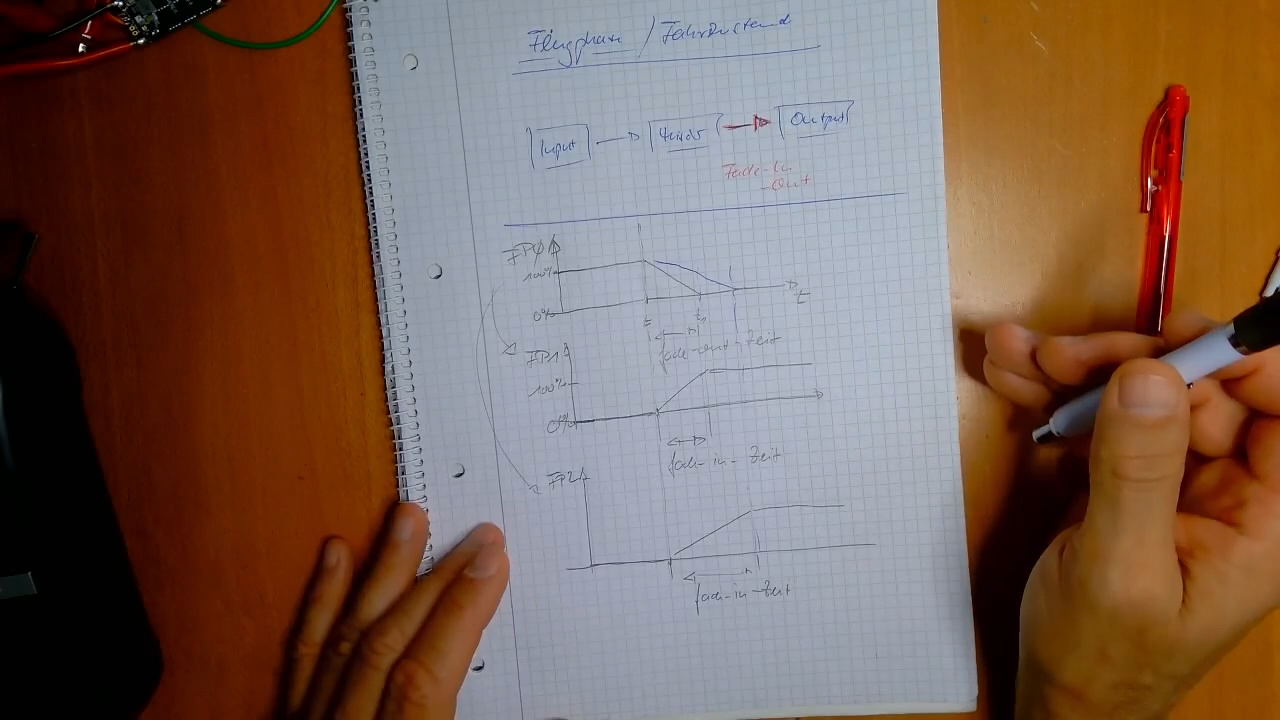 Flugphase / Fahrzustand
Input
Output
Fade-In
-Out
FP0
100%
0%
t
t₀
fade-out-Zeit
FP1
100%
0%
fade-in-Zeit
FP2
fade-in-Zeit